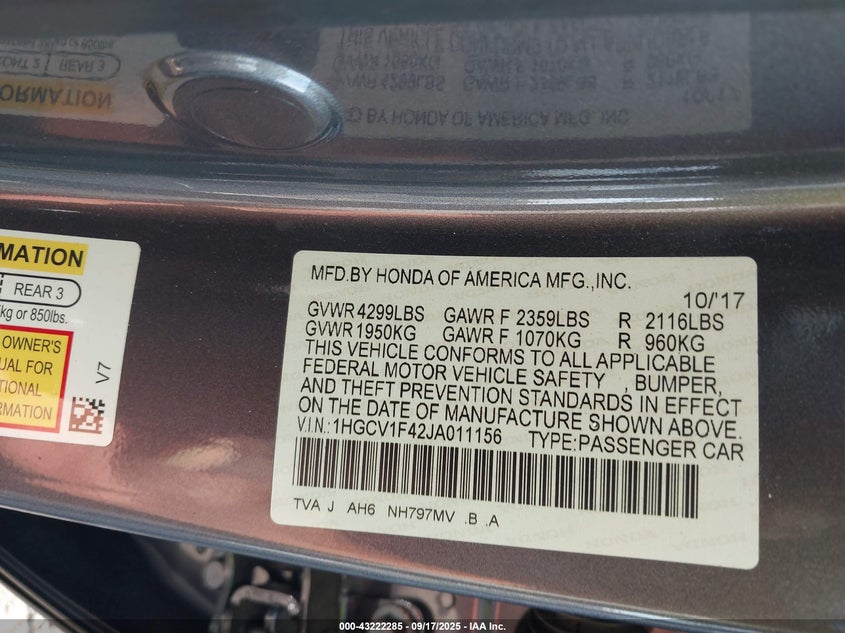 MATION
REAR 3
kg or 850lbs.
OWNER'S
UAL FOR
TIONAL
ORMATION
V7
MFD.BY HONDA OF AMERICA MFG.,INC.
10/'17
GVWR 4299LBS GAWR F 2359LBS R 2116LBS
GVWR 1950KG GAWR F 1070KG R 960KG
THIS VEHICLE CONFORMS TO ALL APPLICABLE
FEDERAL MOTOR VEHICLE SAFETY , BUMPER,
AND THEFT PREVENTION STANDARDS IN EFFECT
ON THE DATE OF MANUFACTURE SHOWN ABOVE.
V.I.N.:1HGCV1F42JA011156 TYPE:PASSENGER CAR
TVA J AH6 NH797MV .B .A
000-43222285 - 09/17/2025 - IAA Inc.